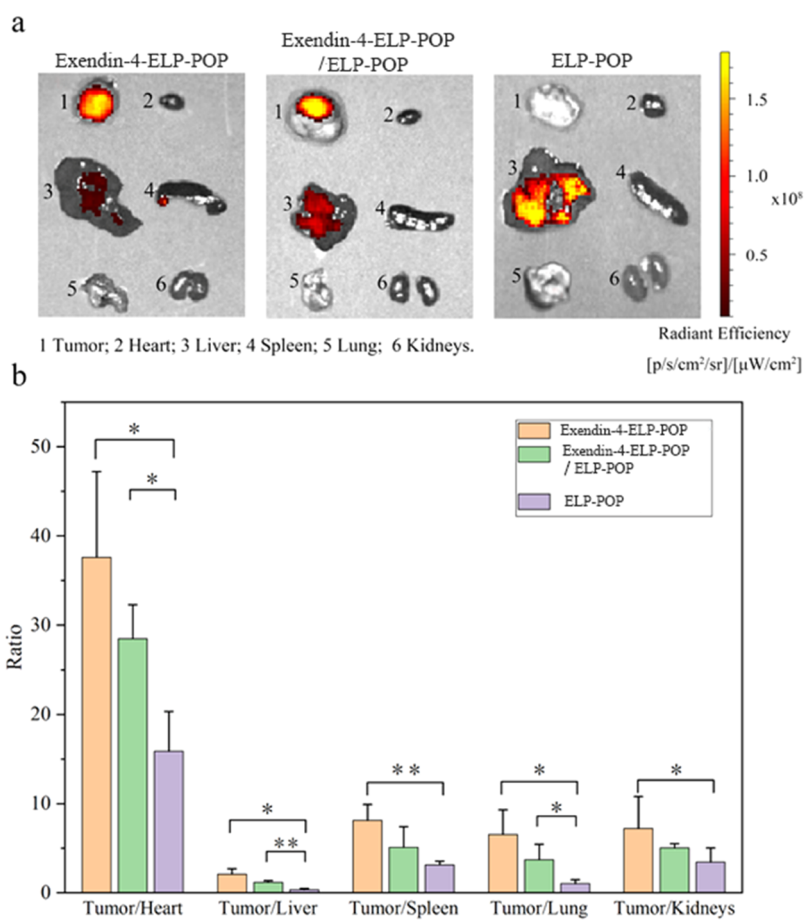 a
Exendin-4-ELP-POP
Exendin-4-ELP-POP
/ELP-POP
ELP-POP
1
2
3
4
5
6
1
2
3
4
5
6
1
2
3
4
5
6
1.5
1.0
x10⁸
0.5
Radiant Efficiency
[p/s/cm²/sr]/[μW/cm²]
1 Tumor; 2 Heart; 3 Liver; 4 Spleen; 5 Lung; 6 Kidneys.
b
Exendin-4-ELP-POP
Exendin-4-ELP-POP
/ ELP-POP
ELP-POP
50
40
30
20
10
0
Ratio
*
*
*
**
**
*
*
*
Tumor/Heart Tumor/Liver Tumor/Spleen Tumor/Lung Tumor/Kidneys